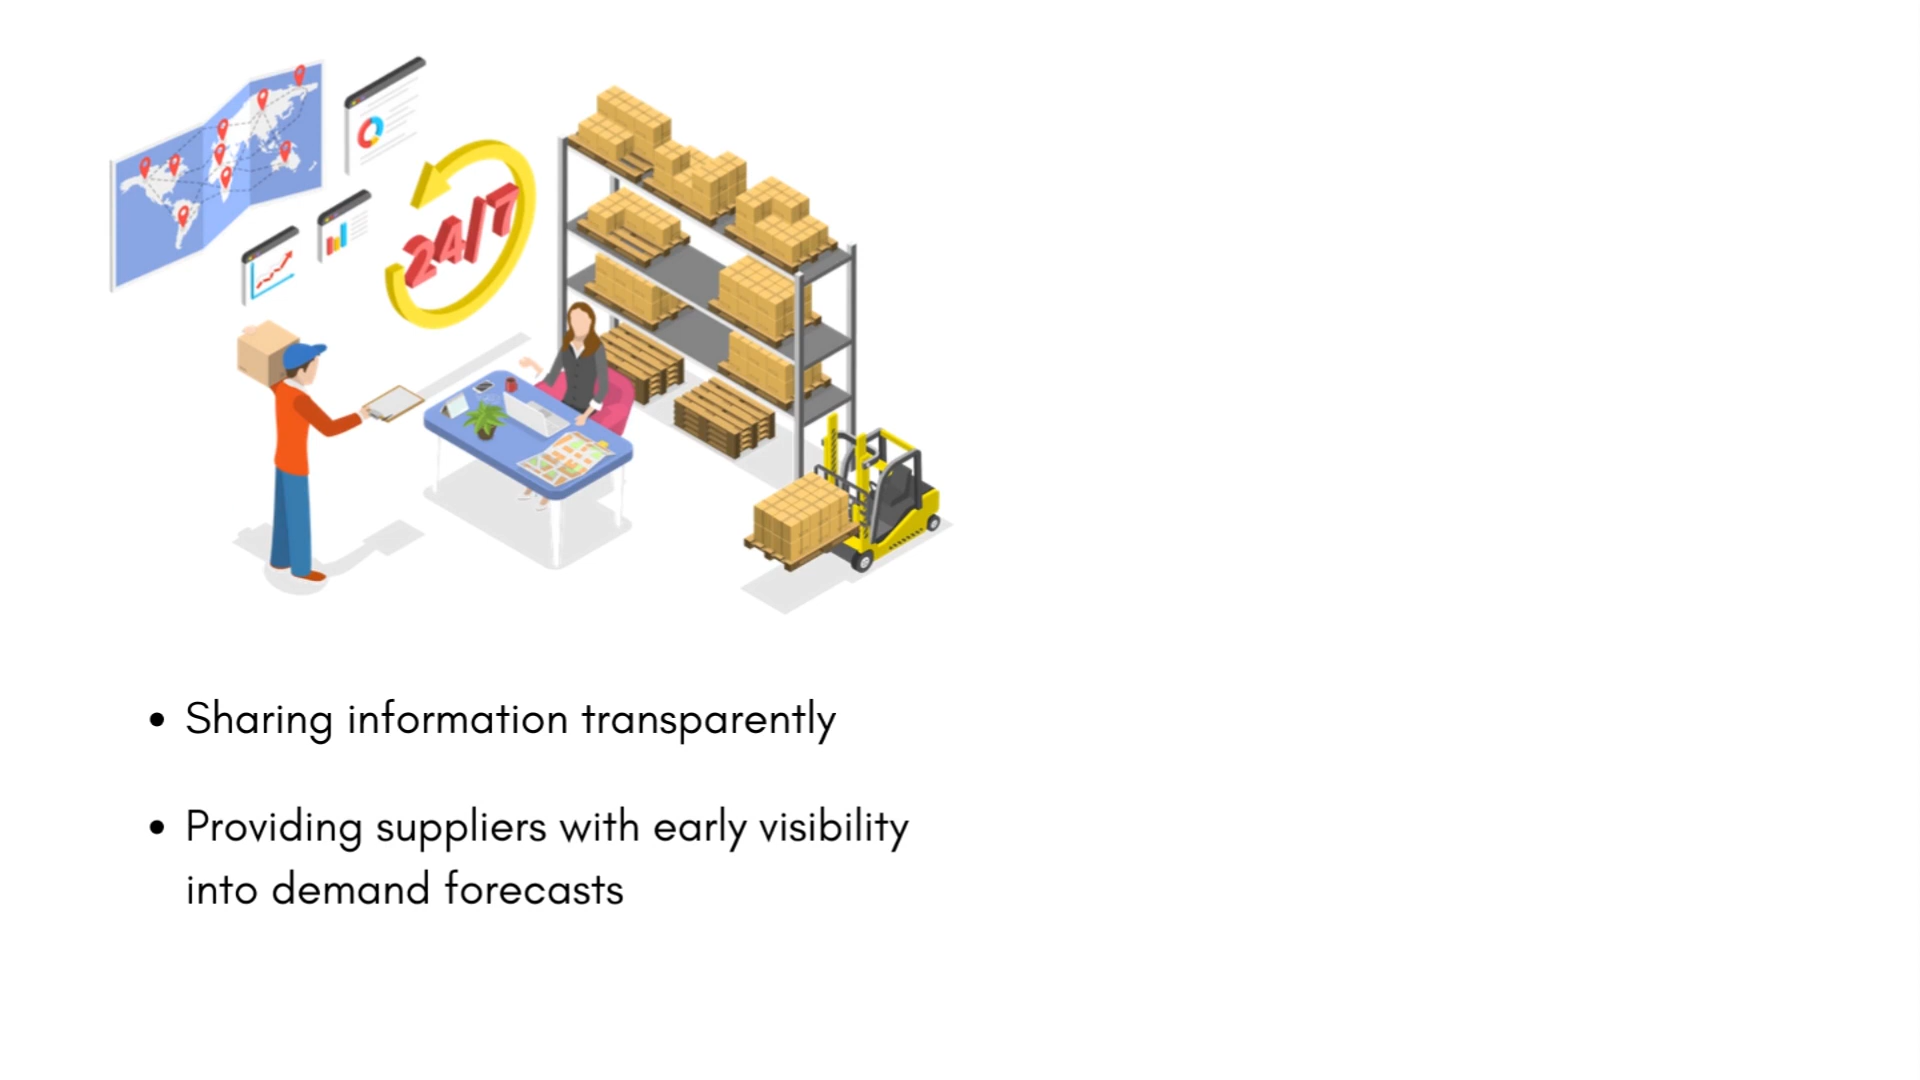 24/7
• Sharing information transparently
• Providing suppliers with early visibility
into demand forecasts